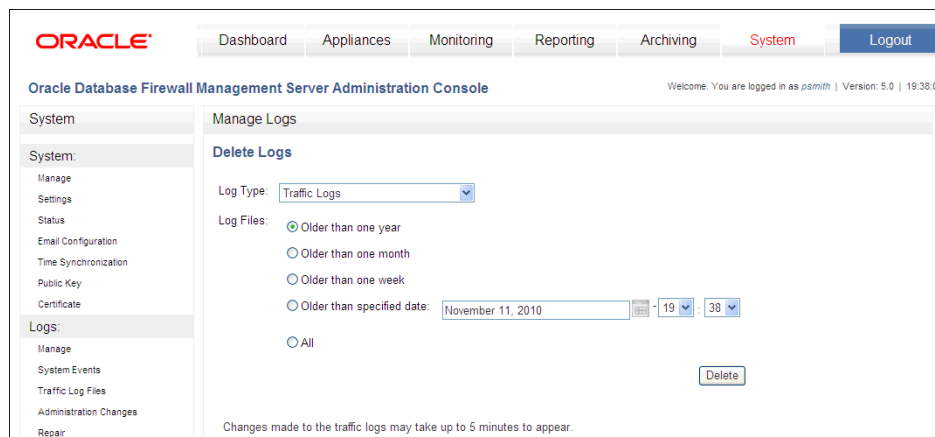 ORACLE
Dashboard Appliances Monitoring Reporting Archiving System Logout
Oracle Database Firewall Management Server Administration Console
Welcome. You are logged in as psmith | Version: 5.0 | 19:38:0
System
System:
Manage
Settings
Status
Email Configuration
Time Synchronization
Public Key
Certificate
Logs:
Manage
System Events
Traffic Log Files
Administration Changes
Repair
Manage Logs
Delete Logs
Log Type: Traffic Logs
Log Files: Older than one year
Older than one month
Older than one week
Older than specified date: November 11, 2010 - 19 : 38
All
Delete
Changes made to the traffic logs may take up to 5 minutes to appear.